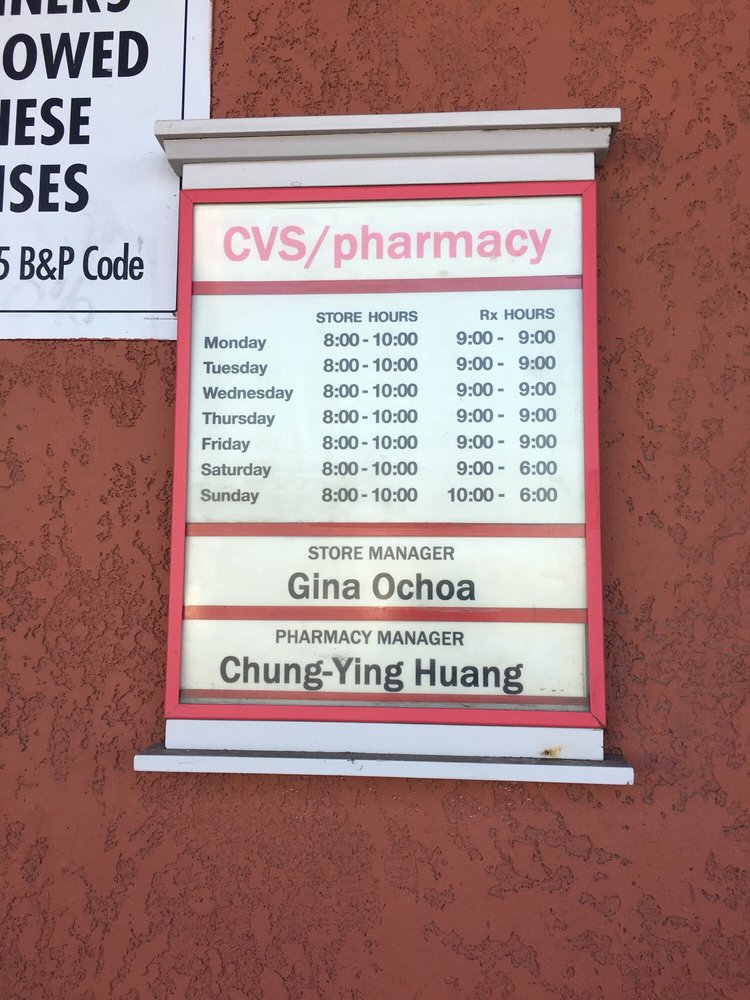 OWED
5 B&P Code
CVS/pharmacy
STORE HOURS Rx HOURS
Monday 8:00 - 10:00 9:00 - 9:00
Tuesday 8:00 - 10:00 9:00 - 9:00
Wednesday 8:00 - 10:00 9:00 - 9:00
Thursday 8:00 - 10:00 9:00 - 9:00
Friday 8:00 - 10:00 9:00 - 9:00
Saturday 8:00 - 10:00 9:00 - 6:00
Sunday 8:00 - 10:00 10:00 - 6:00
STORE MANAGER
Gina Ochoa
PHARMACY MANAGER
Chung-Ying Huang